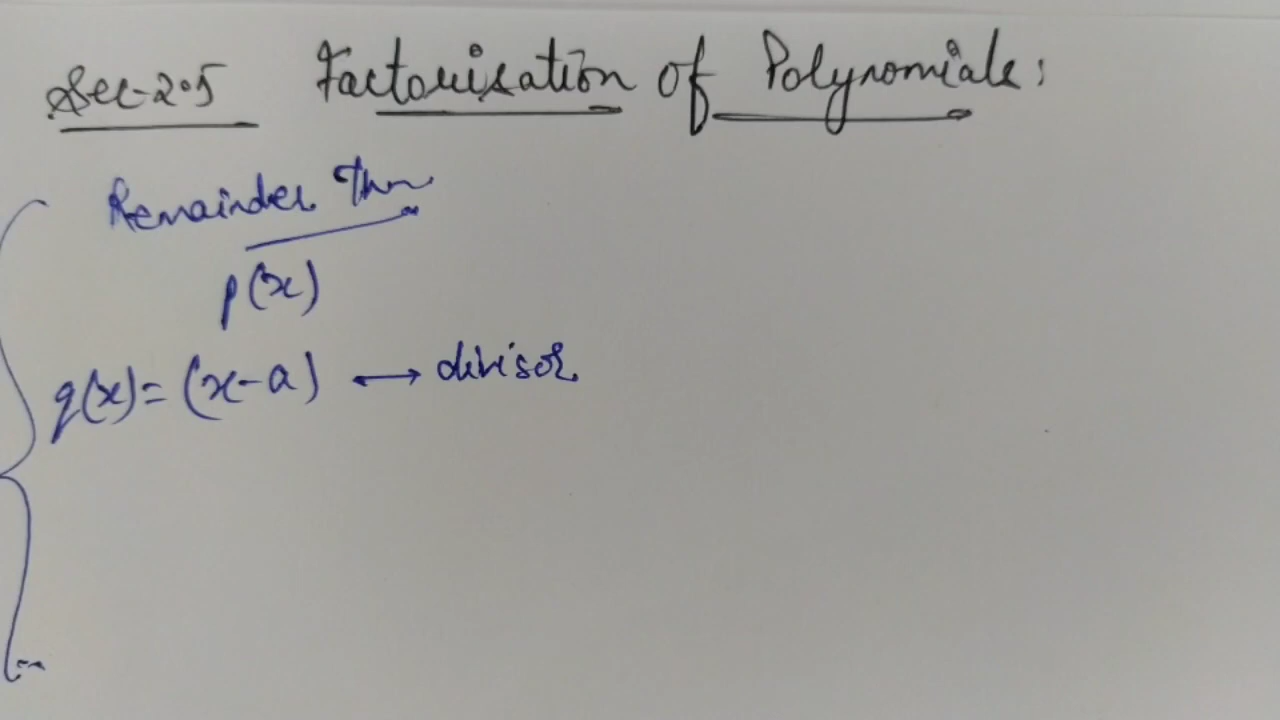 Sec-2.5 Factorisation of Polynomials:
Remainder Thm
p(x)
q(x) = (x-a) ⟶ divisor